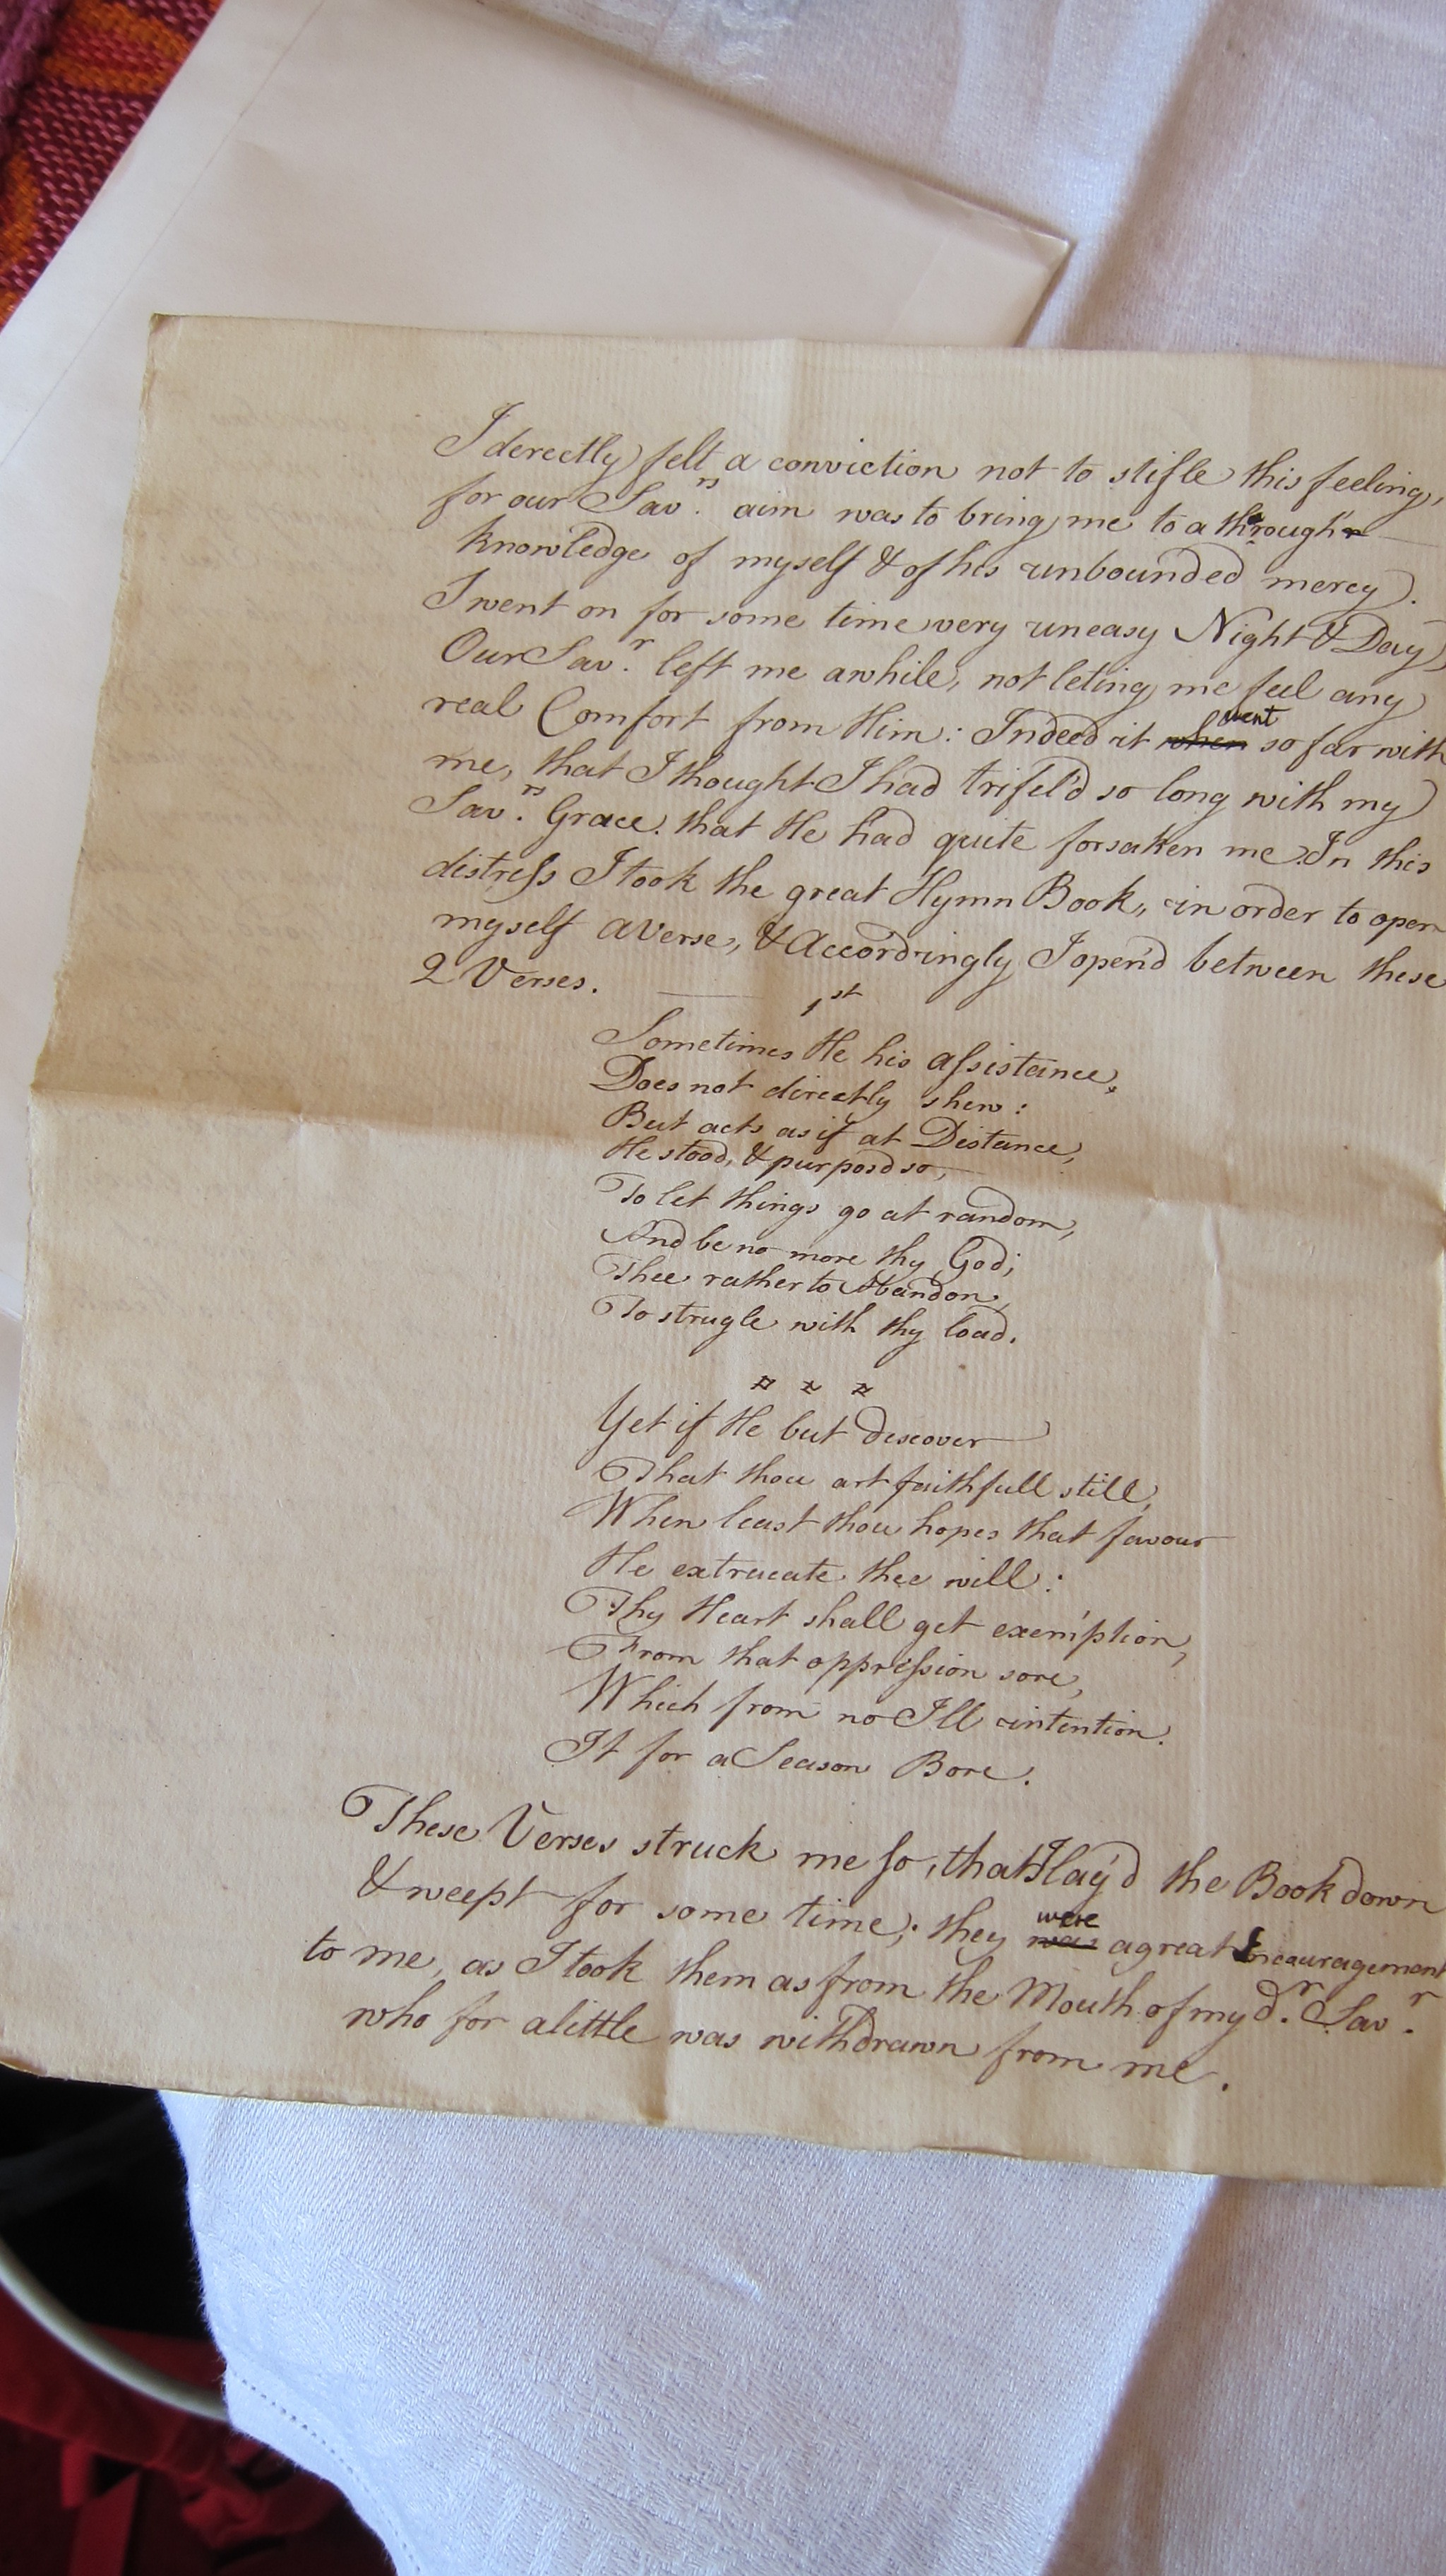 I derectly felt a conviction not to stifle this feeling,
for our Sav.rs aim was to bring me to a thorough
knowledge of myself & of his unbounded mercy.
I went on for some time very uneasy Night & Day,
Our Sav.r left me awhile, not leting me feel any
real Comfort from Him: Indeed it when went so far with
me, that I thought I had trifel'd so long with my
Sav.rs Grace. that He had quite forsaken me. In this
distress I took the great Hymn Book, in order to open
myself a Verse, & Accordingly I open'd between these
2 Verses.
1st
Sometimes He his assistance,
Does not directly shew:
But acts as if at Distance,
He stood, & purposd so,
To let things go at random,
And be no more thy God;
Thee rather to Abandon,
To strugle with thy load.
Yet if He but discover
That thou art faithfull still,
When least thou hopes that favour
He extracate thee will:
Thy Heart shall get exemption,
From that oppression sore,
Which from no Ill intention.
It for a Season Bore.
These Verses struck me so, that I lay'd the Book down
& weept for some time; they was were a great Encouragement
to me, as I took them as from the Mouth of my d.r Sav.r
who for a little was withdrawn from me.